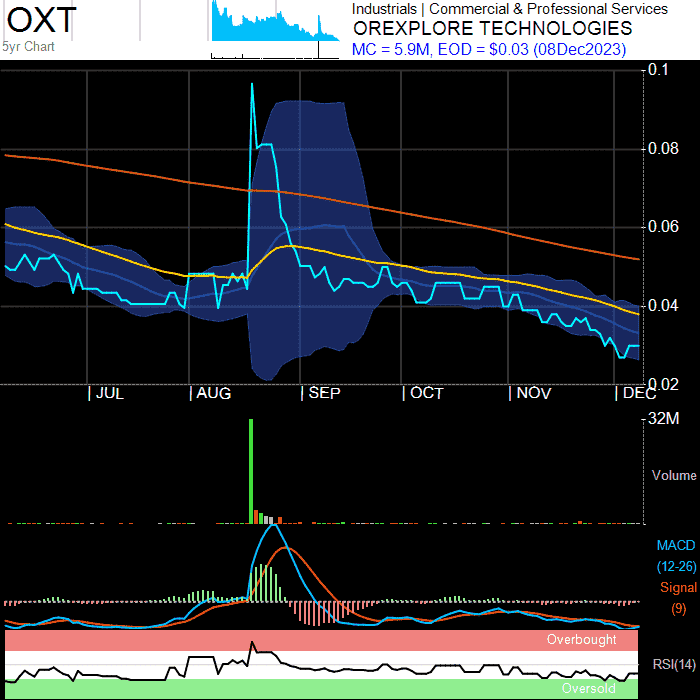 OXT
5yr Chart
Industrials | Commercial & Professional Services
OREXPLORE TECHNOLOGIES
MC = 5.9M, EOD = $0.03 (08Dec2023)
0.1
0.08
0.06
0.04
0.02
JUL AUG SEP OCT NOV DEC
32M
Volume
MACD
(12-26)
Signal
(9)
Overbought
RSI(14)
Oversold